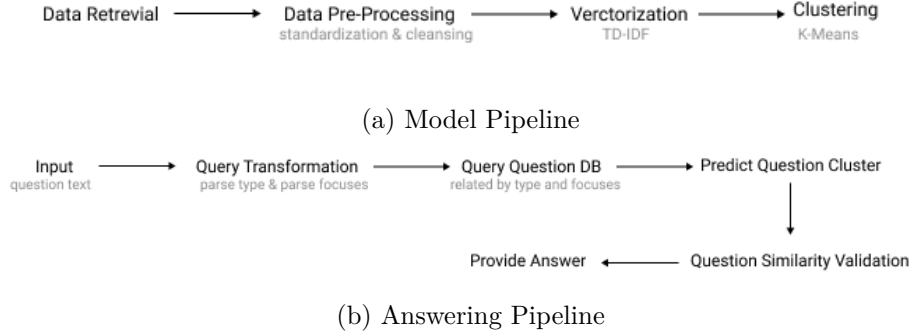 Data Retrevial
Data Pre-Processing
standardization & cleansing
Verctorization
TD-IDF
Clustering
K-Means
(a) Model Pipeline
Input
question text
Query Transformation
parse type & parse focuses
Query Question DB
related by type and focuses
Predict Question Cluster
Provide Answer
Question Similarity Validation
(b) Answering Pipeline